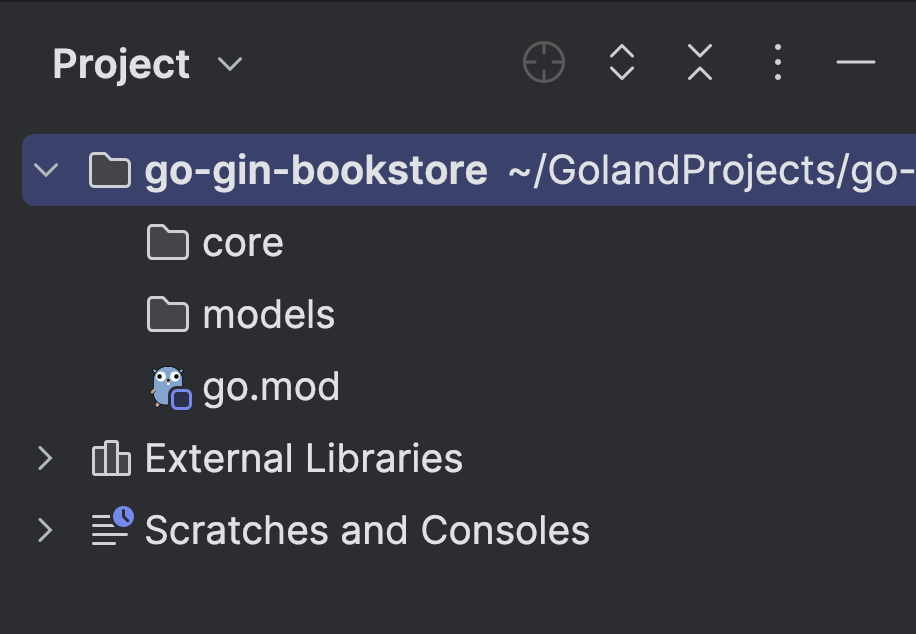 Project
go-gin-bookstore ~/GolandProjects/go-
core
models
go.mod
External Libraries
Scratches and Consoles